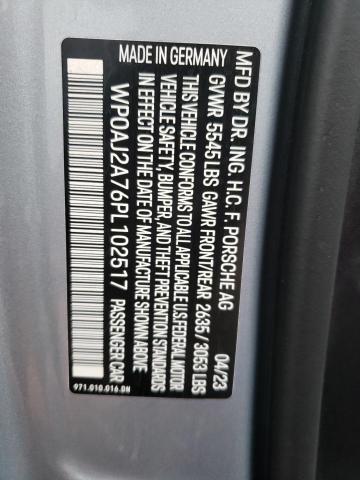 MFD BY DR. ING. H.C. F. PORSCHE AG
GVWR 5545 LBS GAWR FRONT/REAR 2635 / 3053 LBS 04/23
THIS VEHICLE CONFORMS TO ALL APPLICABLE U.S. FEDERAL MOTOR
VEHICLE SAFETY, BUMPER, AND THEFT PREVENTION STANDARDS
IN EFFECT ON THE DATE OF MANUFACTURE SHOWN ABOVE
WP0AJ2A76PL102517 PASSENGER CAR
MADE IN GERMANY
971.010.016.DN